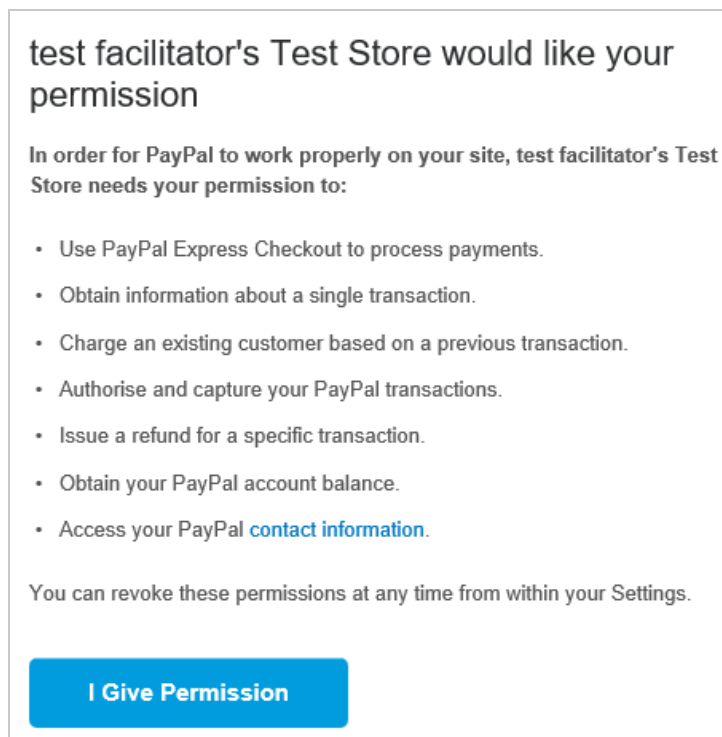 test facilitator's Test Store would like your
permission
In order for PayPal to work properly on your site, test facilitator's Test
Store needs your permission to:
• Use PayPal Express Checkout to process payments.
• Obtain information about a single transaction.
• Charge an existing customer based on a previous transaction.
• Authorise and capture your PayPal transactions.
• Issue a refund for a specific transaction.
• Obtain your PayPal account balance.
• Access your PayPal contact information.
You can revoke these permissions at any time from within your Settings.
I Give Permission